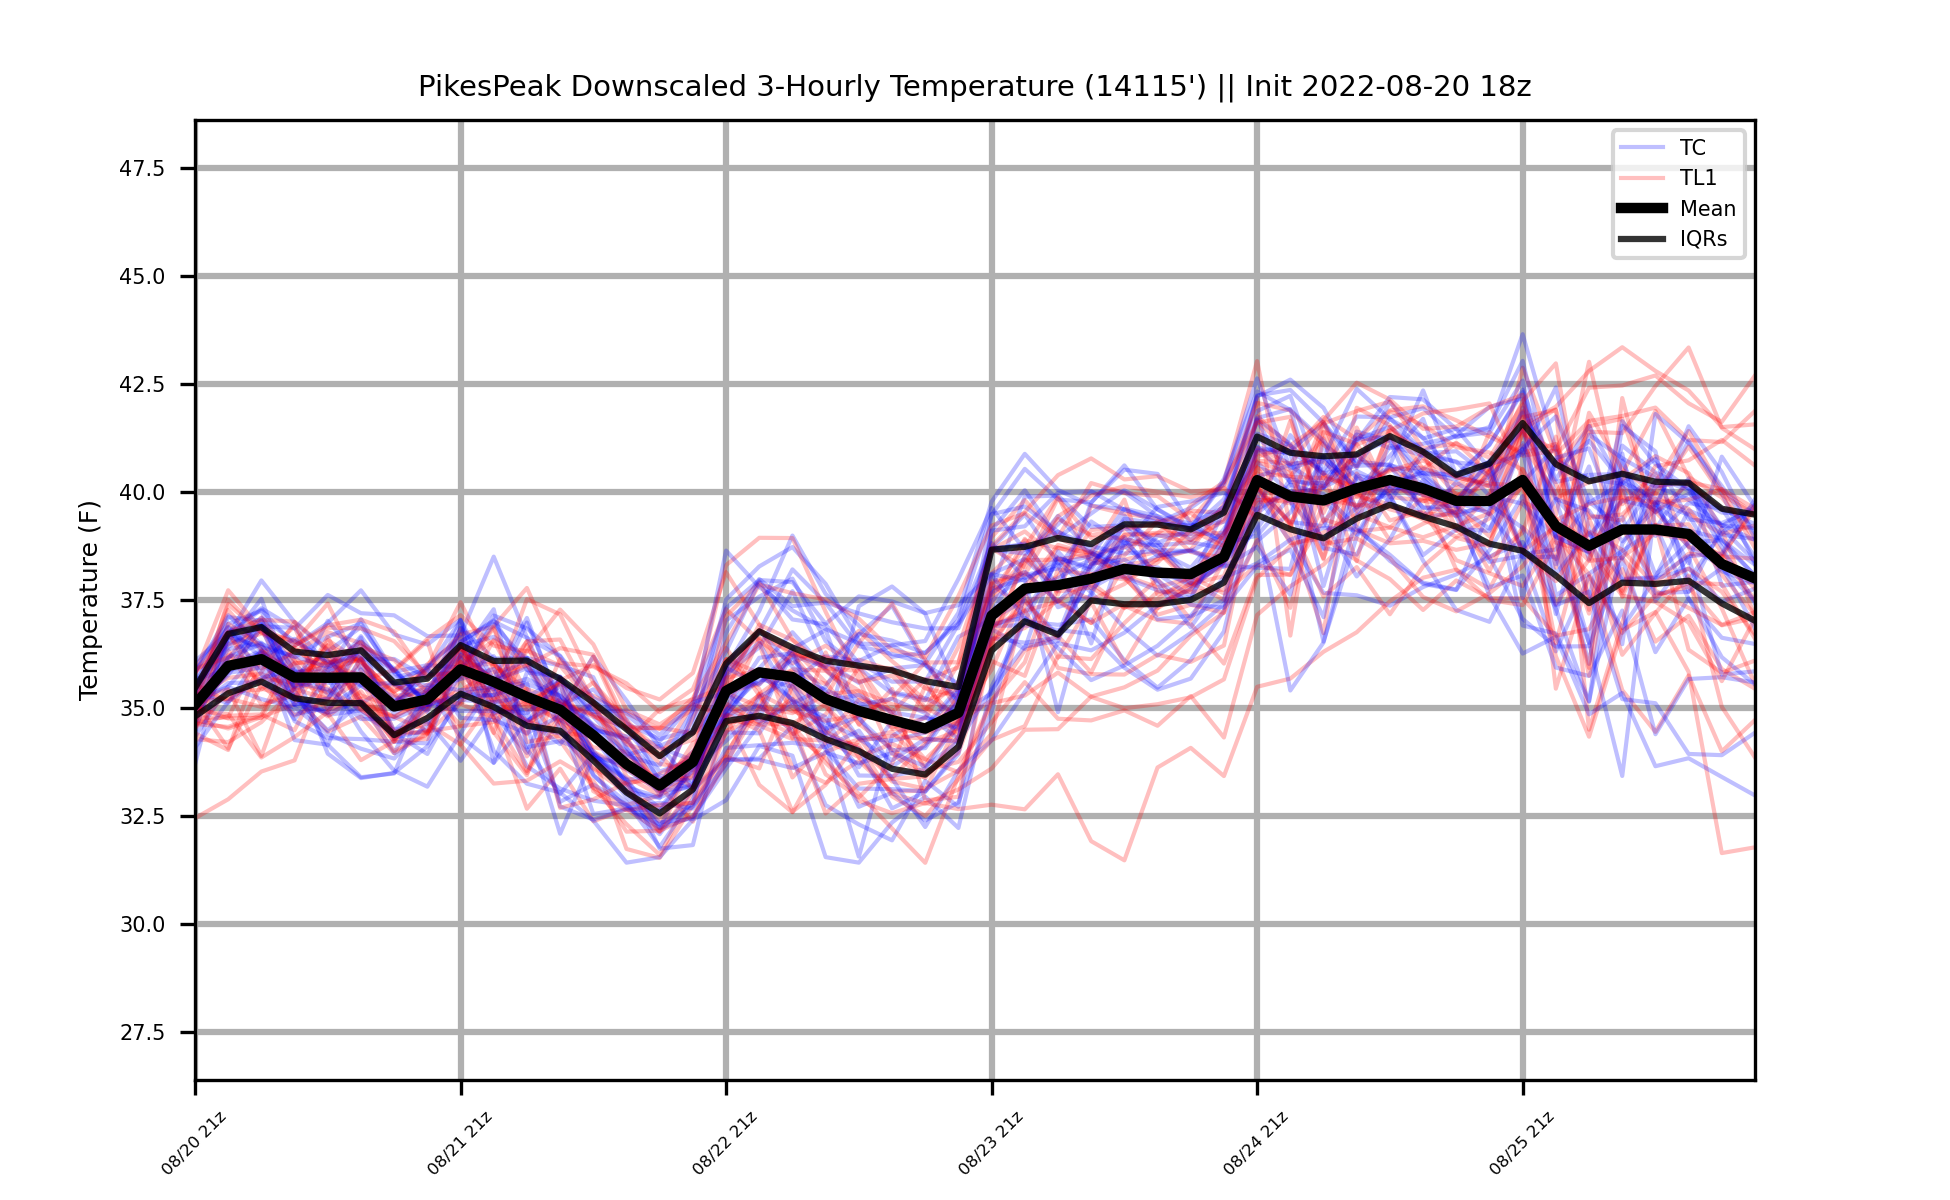 PikesPeak Downscaled 3-Hourly Temperature (14115') || Init 2022-08-20 18z
TC
TL1
Mean
IQRs
Temperature (F)
47.5
45.0
42.5
40.0
37.5
35.0
32.5
30.0
27.5
08/20 21z
08/21 21z
08/22 21z
08/23 21z
08/24 21z
08/25 21z